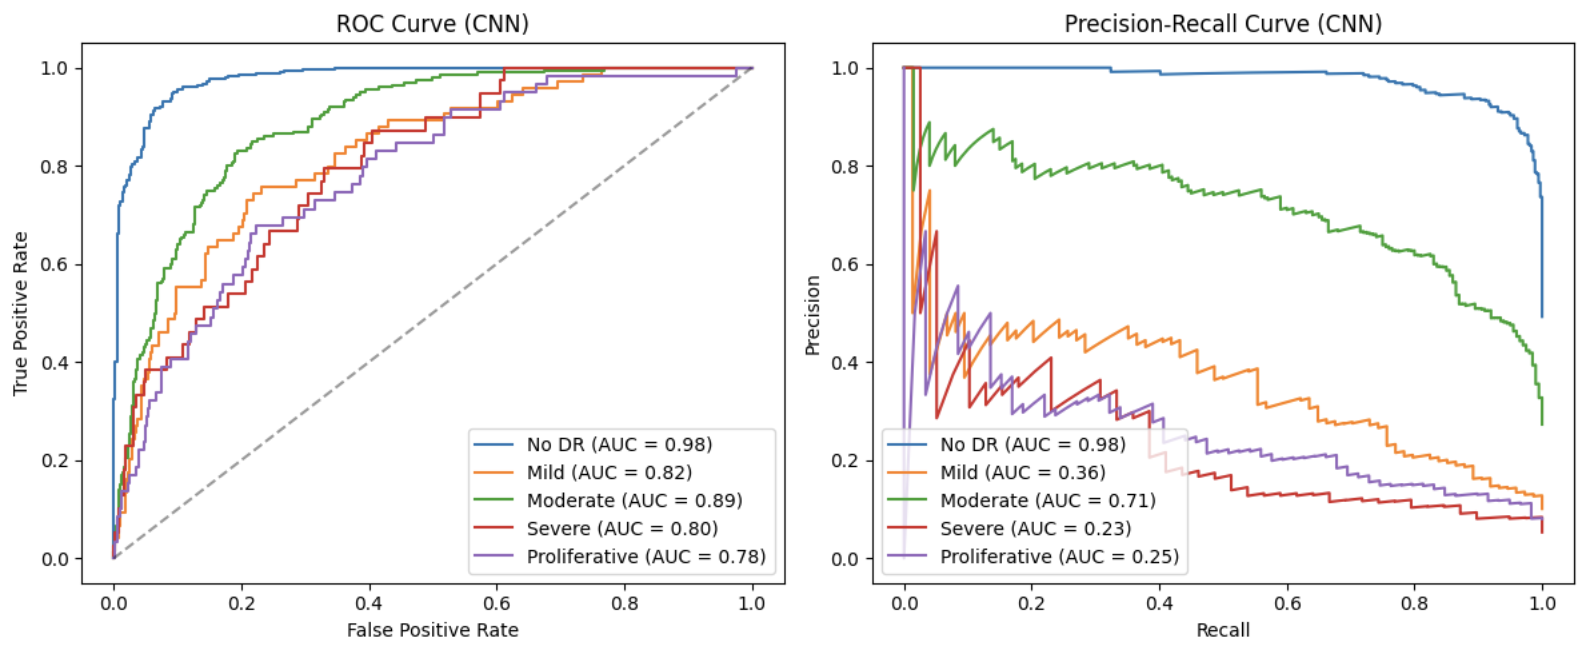 ROC Curve (CNN)
1.0
0.8
0.6
0.4
0.2
0.0
True Positive Rate
No DR (AUC = 0.98)
Mild (AUC = 0.82)
Moderate (AUC = 0.89)
Severe (AUC = 0.80)
Proliferative (AUC = 0.78)
0.0 0.2 0.4 0.6 0.8 1.0
False Positive Rate
Precision-Recall Curve (CNN)
1.0
0.8
0.6
0.4
0.2
0.0
Precision
No DR (AUC = 0.98)
Mild (AUC = 0.36)
Moderate (AUC = 0.71)
Severe (AUC = 0.23)
Proliferative (AUC = 0.25)
0.0 0.2 0.4 0.6 0.8 1.0
Recall